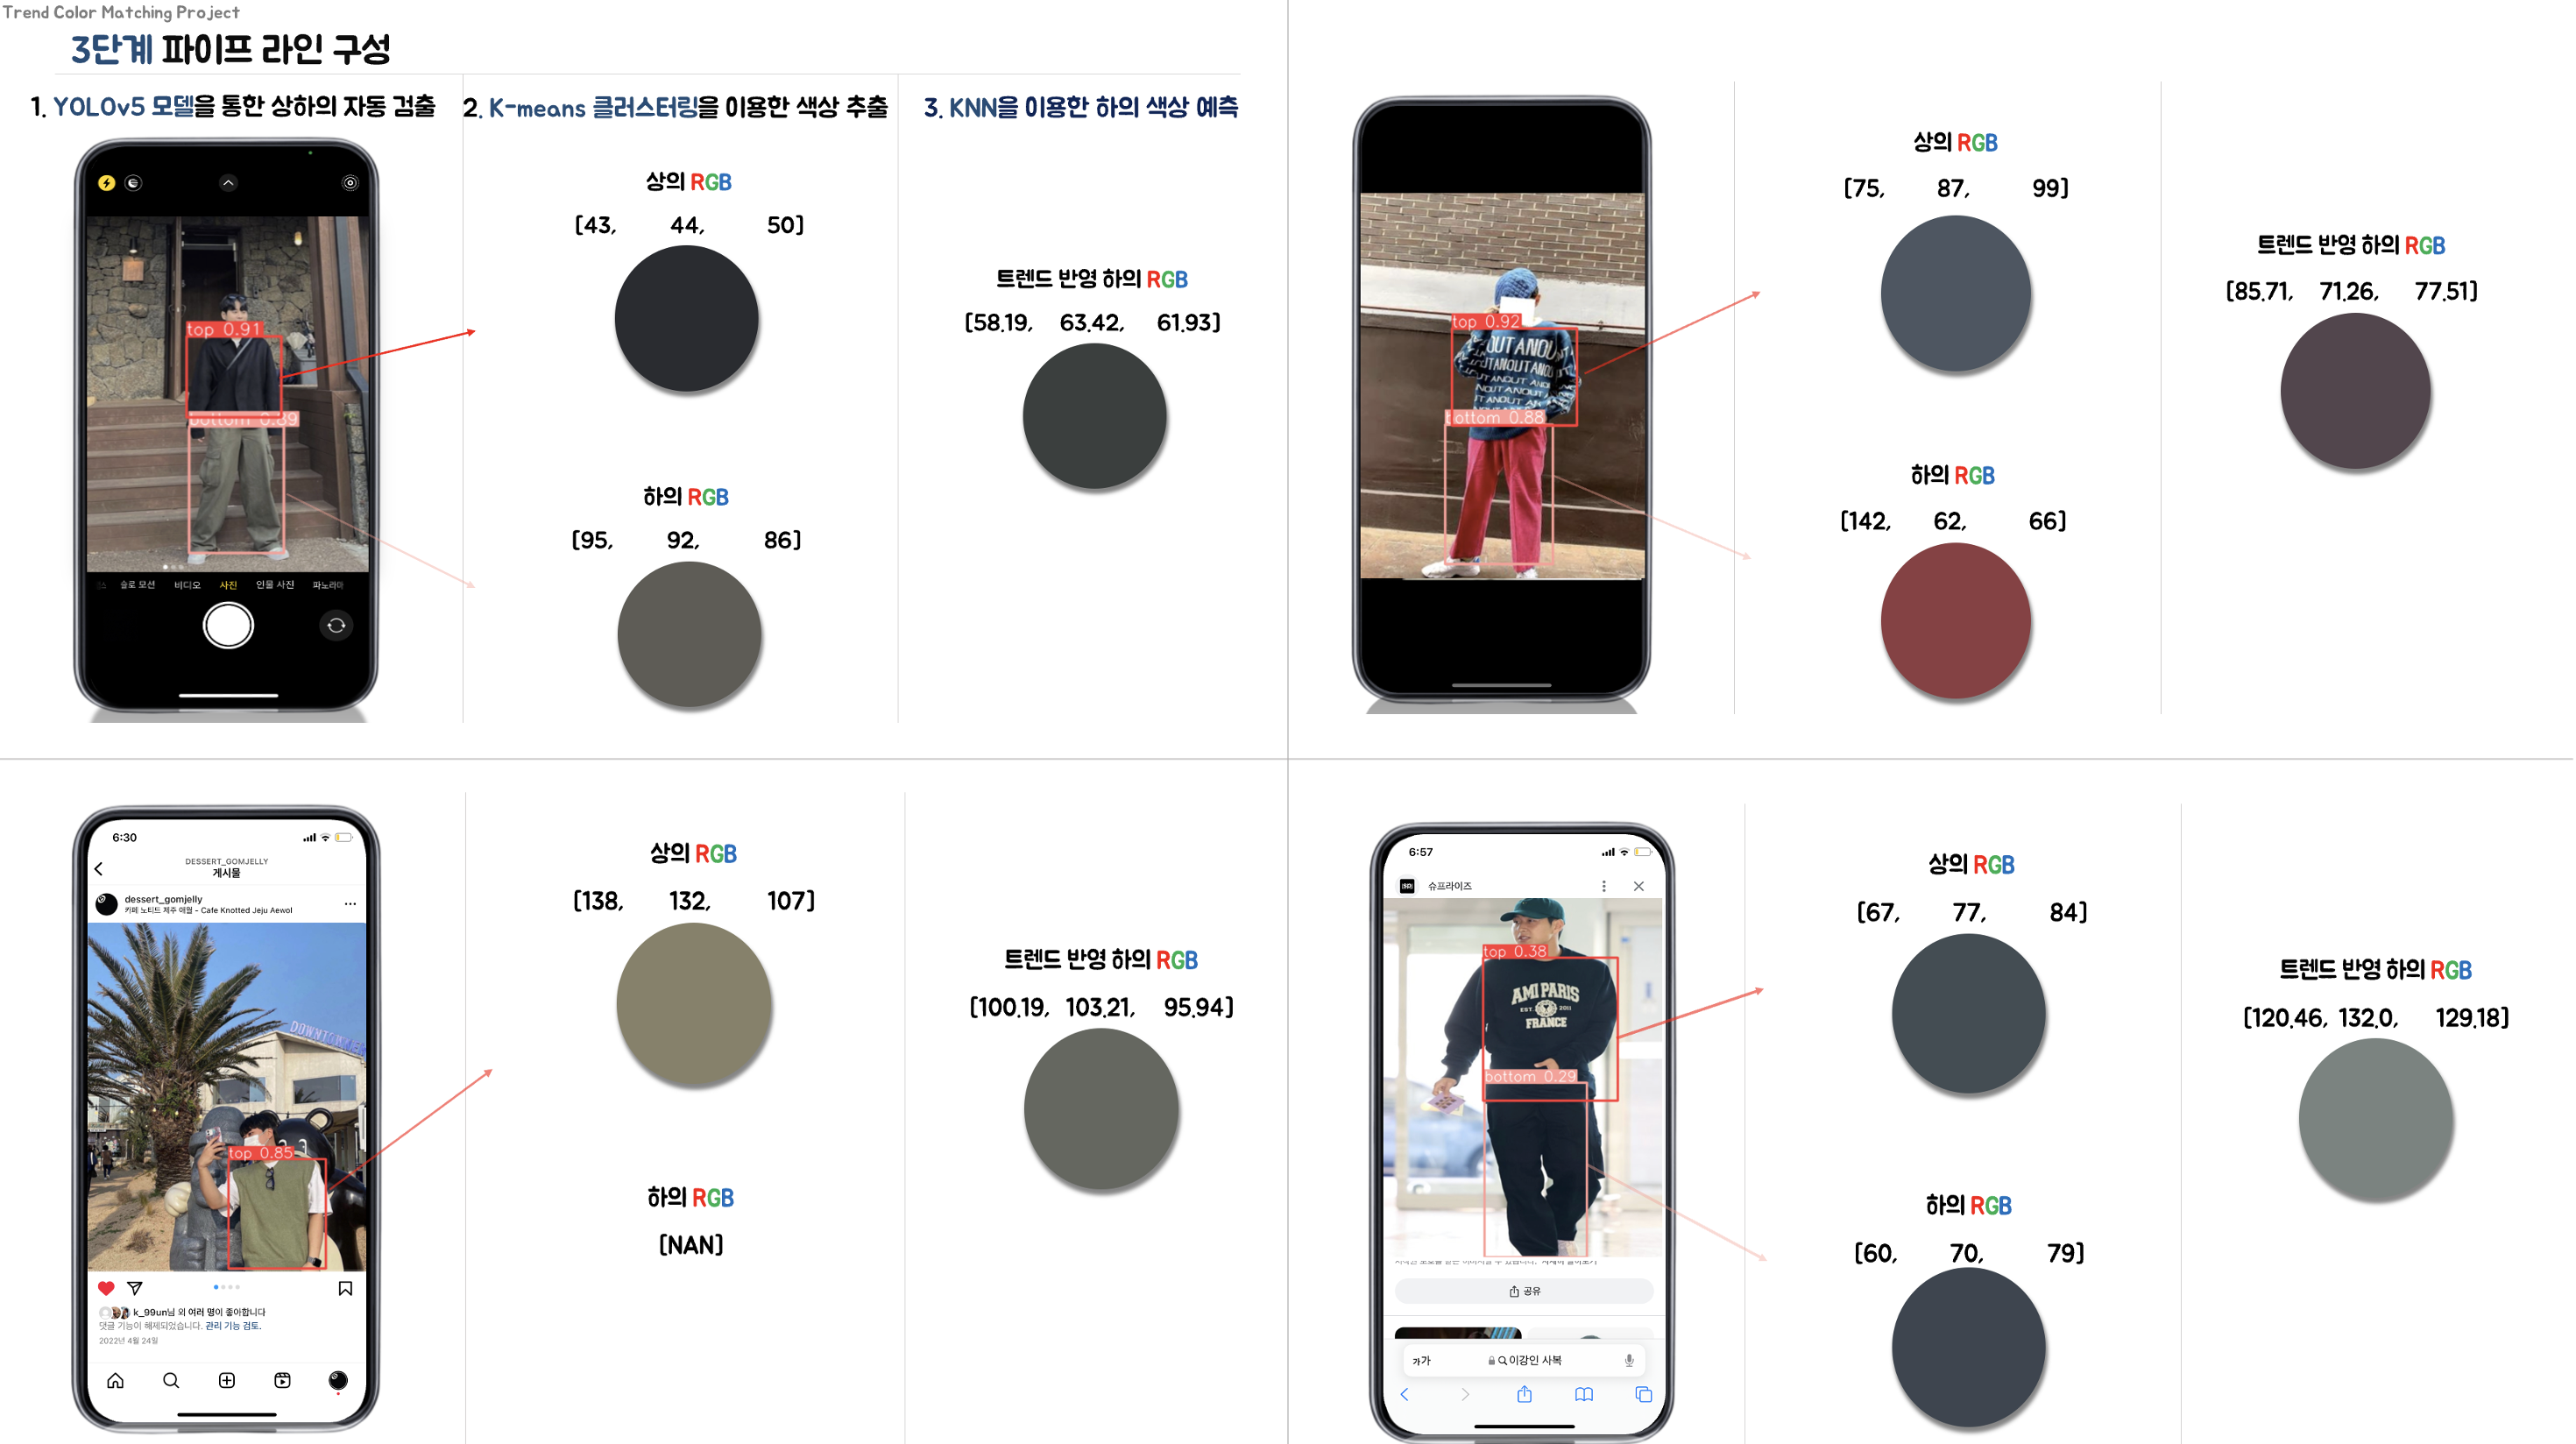 Trend Color Matching Project
3단계 파이프 라인 구성
1. YOLOv5 모델을 통한 상하의 자동 검출
2. K-means 클러스터링을 이용한 색상 추출
3. KNN을 이용한 하의 색상 예측
top 0.91
bottom 0.89
슬로 모션 비디오 사진 인물 사진 파노라마
상의 RGB
[43, 44, 50]
하의 RGB
[95, 92, 86]
트렌드 반영 하의 RGB
[58.19, 63.42, 61.93]
top 0.92
OUTANOU
UTANOUTANOU
bottom 0.88
상의 RGB
[75, 87, 99]
하의 RGB
[142, 62, 66]
트렌드 반영 하의 RGB
[85.71, 71.26, 77.51]
6:30
DESSERT_GOMJELLY
게시물
dessert_gomjelly
카페 노티드 제주 애월 - Cafe Knotted Jeju Aewol
DOWNTOWNER
top 0.85
k_99un님 외 여러 명이 좋아합니다
댓글 기능이 해제되었습니다. 관리 기능 검토.
2022년 4월 24일
상의 RGB
[138, 132, 107]
하의 RGB
[NAN]
트렌드 반영 하의 RGB
[100.19, 103.21, 95.94]
6:57
슈프라이즈
top 0.38
AMI PARIS
EST. 2011
FRANCE
bottom 0.29
공유
가가 이강인 사복
상의 RGB
[67, 77, 84]
하의 RGB
[60, 70, 79]
트렌드 반영 하의 RGB
[120.46, 132.0, 129.18]